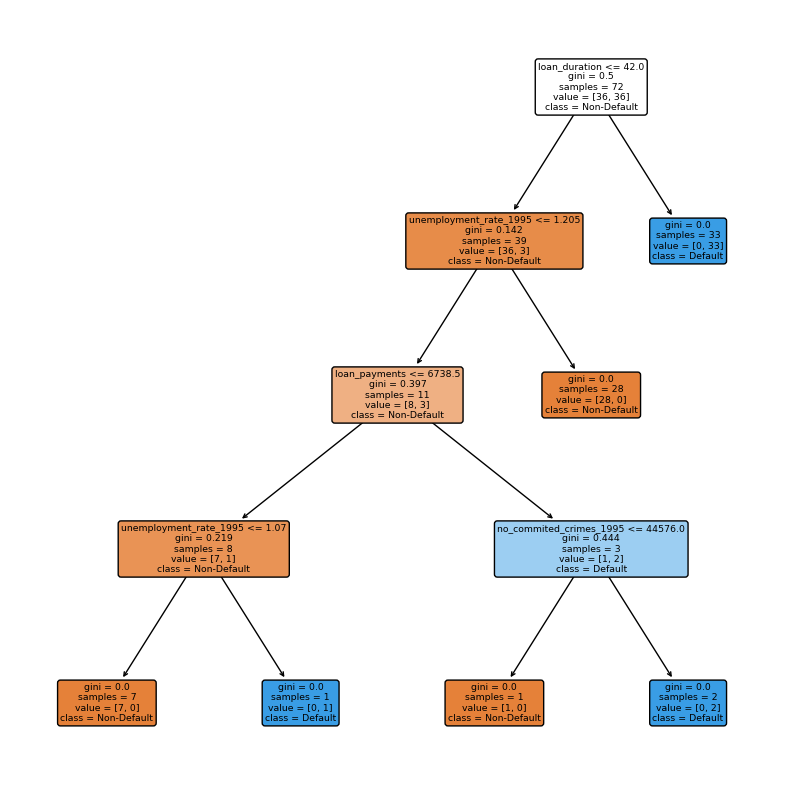 loan_duration <= 42.0
gini = 0.5
samples = 72
value = [36, 36]
class = Non-Default
unemployment_rate_1995 <= 1.205
gini = 0.142
samples = 39
value = [36, 3]
class = Non-Default
gini = 0.0
samples = 33
value = [0, 33]
class = Default
loan_payments <= 6738.5
gini = 0.397
samples = 11
value = [8, 3]
class = Non-Default
gini = 0.0
samples = 28
value = [28, 0]
class = Non-Default
unemployment_rate_1995 <= 1.07
gini = 0.219
samples = 8
value = [7, 1]
class = Non-Default
no_commited_crimes_1995 <= 44576.0
gini = 0.444
samples = 3
value = [1, 2]
class = Default
gini = 0.0
samples = 7
value = [7, 0]
class = Non-Default
gini = 0.0
samples = 1
value = [0, 1]
class = Default
gini = 0.0
samples = 1
value = [1, 0]
class = Non-Default
gini = 0.0
samples = 2
value = [0, 2]
class = Default